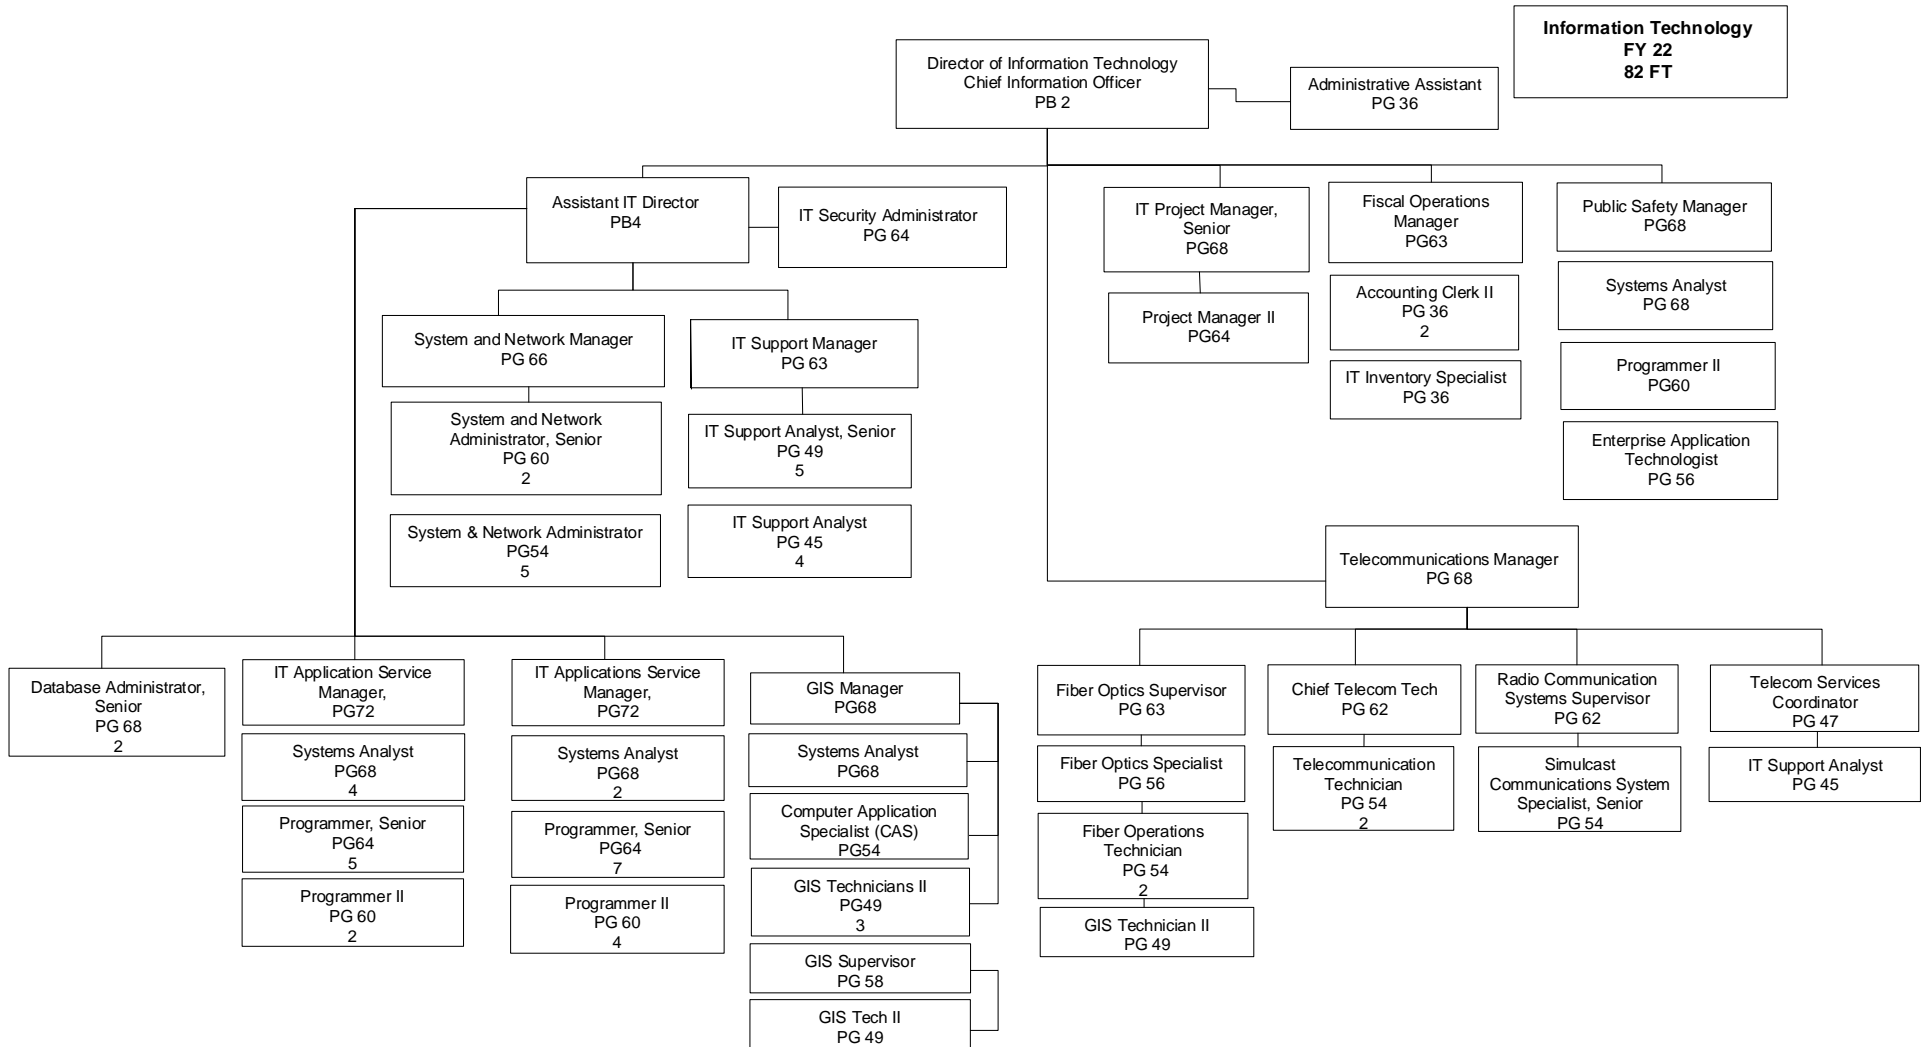 Information Technology
FY 22
82 FT
Director of Information Technology
Chief Information Officer
PB 2
Administrative Assistant
PG 36
Assistant IT Director
PB4
IT Security Administrator
PG 64
IT Project Manager,
Senior
PG68
Fiscal Operations
Manager
PG63
Public Safety Manager
PG68
Project Manager II
PG64
Accounting Clerk II
PG 36
2
IT Inventory Specialist
PG 36
Systems Analyst
PG 68
Programmer II
PG60
Enterprise Application
Technologist
PG 56
System and Network Manager
PG 66
System and Network
Administrator, Senior
PG 60
2
System & Network Administrator
PG54
5
IT Support Manager
PG 63
IT Support Analyst, Senior
PG 49
5
IT Support Analyst
PG 45
4
Telecommunications Manager
PG 68
Database Administrator,
Senior
PG 68
2
IT Application Service
Manager,
PG72
Systems Analyst
PG68
4
Programmer, Senior
PG64
5
Programmer II
PG 60
2
IT Applications Service
Manager,
PG72
Systems Analyst
PG68
2
Programmer, Senior
PG64
7
Programmer II
PG 60
4
GIS Manager
PG68
Systems Analyst
PG68
Computer Application
Specialist (CAS)
PG54
GIS Technicians II
PG49
3
GIS Supervisor
PG 58
GIS Tech II
PG 49
Fiber Optics Supervisor
PG 63
Fiber Optics Specialist
PG 56
Fiber Operations
Technician
PG 54
2
GIS Technician II
PG 49
Chief Telecom Tech
PG 62
Telecommunication
Technician
PG 54
2
Radio Communication
Systems Supervisor
PG 62
Simulcast
Communications System
Specialist, Senior
PG 54
Telecom Services
Coordinator
PG 47
IT Support Analyst
PG 45